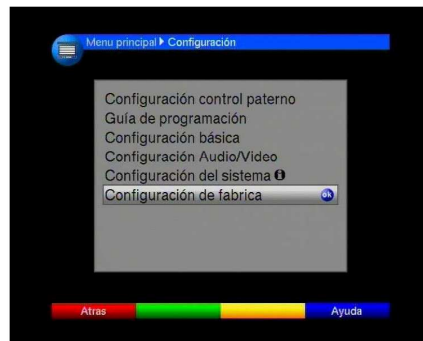 Menu principal ▸ Configuración
Configuración control paterno
Guía de programación
Configuración básica
Configuración Audio/Video
Configuración del sistema
Configuración de fabrica ok
Atras Ayuda